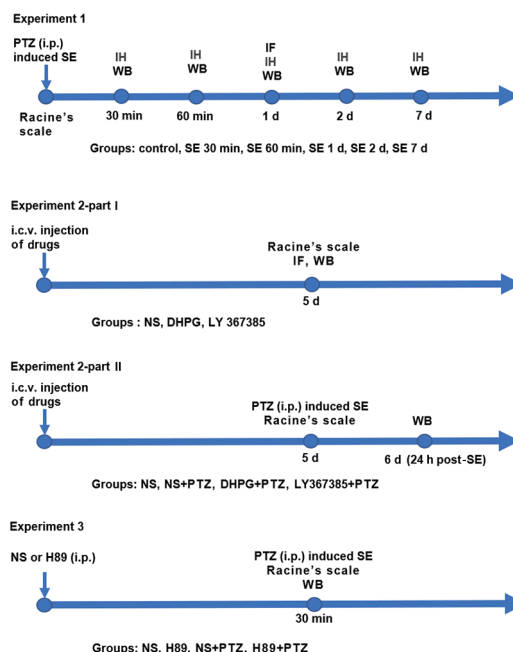 Experiment 1
PTZ (i.p.)
induced SE
IH
WB
IH
WB
IF
IH
WB
IH
WB
IH
WB
Racine's
scale
30 min
60 min
1 d
2 d
7 d
Groups: control, SE 30 min, SE 60 min, SE 1 d, SE 2 d, SE 7 d
Experiment 2-part I
i.c.v. injection
of drugs
Racine's scale
IF, WB
5 d
Groups : NS, DHPG, LY 367385
Experiment 2-part II
i.c.v. injection
of drugs
PTZ (i.p.) induced SE
Racine's scale
WB
5 d
6 d (24 h post-SE)
Groups: NS, NS+PTZ, DHPG+PTZ, LY367385+PTZ
Experiment 3
NS or H89 (i.p.)
PTZ (i.p.) induced SE
Racine's scale
WB
30 min
Groups: NS, H89, NS+PTZ, H89+PTZ